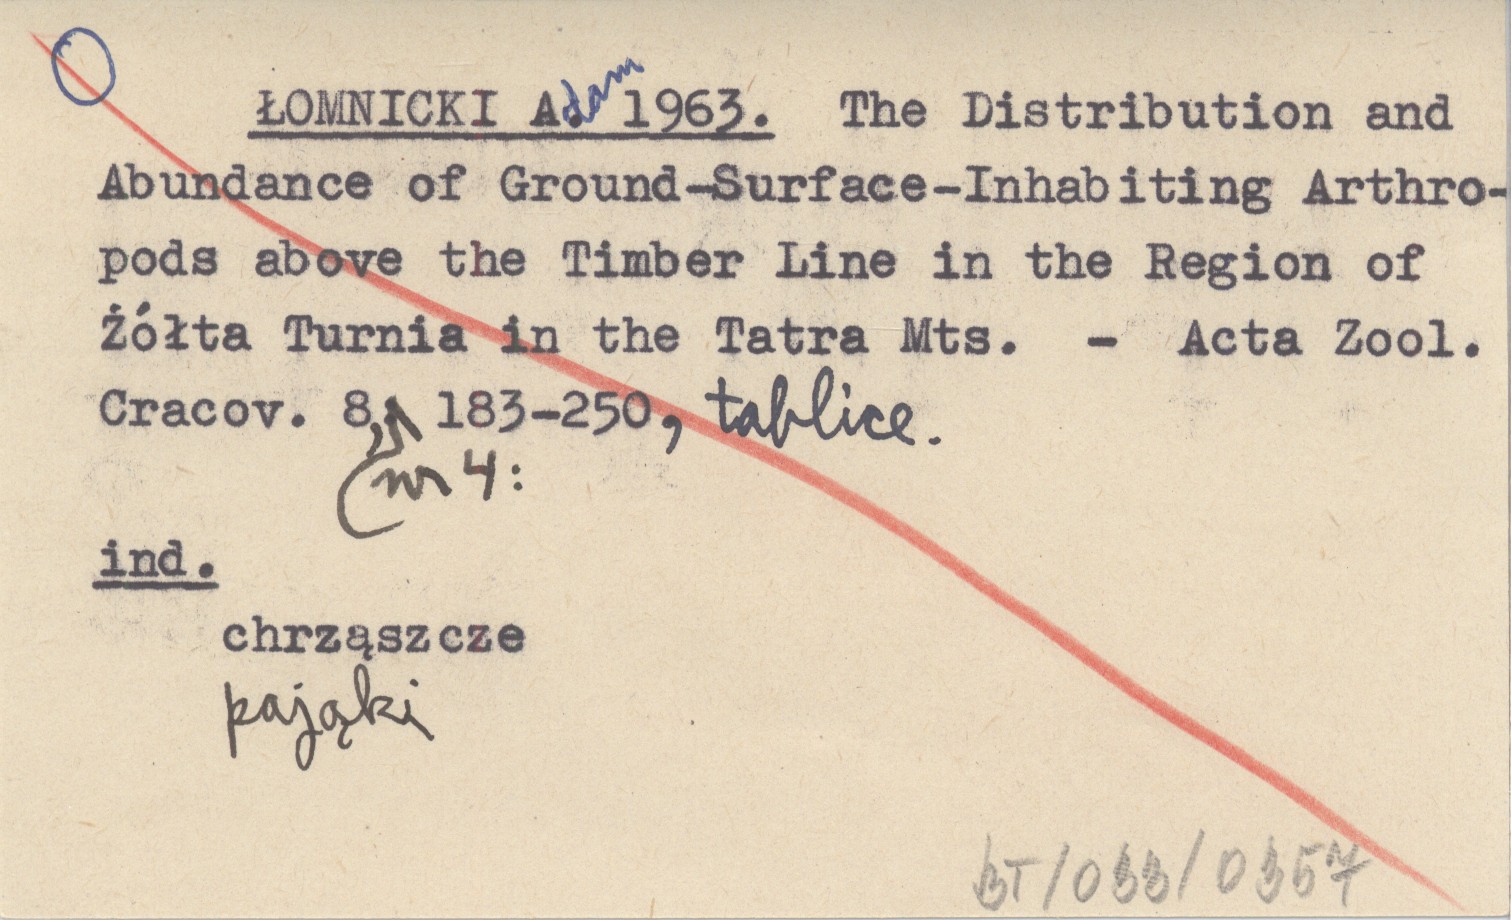 ŁOMNICKI Adam 1963. The Distribution and
Abundance of Ground-Surface-Inhabiting Arthro-
pods above the Timber Line in the Region of
Żółta Turnia in the Tatra Mts. - Acta Zool.
Cracov. 8, 183-250, tablice.
nr 4:
ind.
chrząszcze
pająki
BT/033/0357